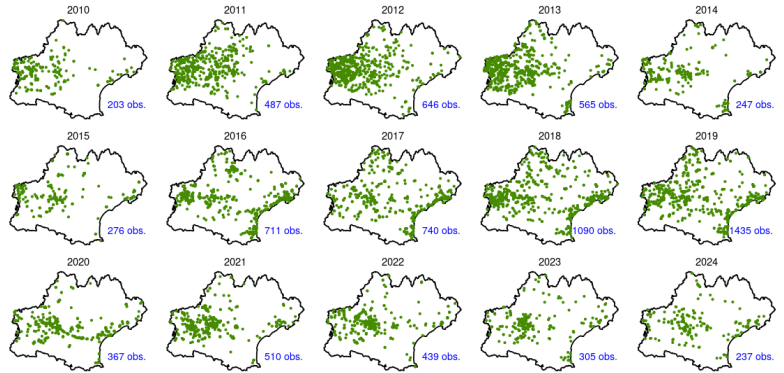 2010 2011 2012 2013 2014
203 obs. 487 obs. 646 obs. 565 obs. 247 obs.
2015 2016 2017 2018 2019
276 obs. 711 obs. 740 obs. 1090 obs. 1435 obs.
2020 2021 2022 2023 2024
367 obs. 510 obs. 439 obs. 305 obs. 237 obs.